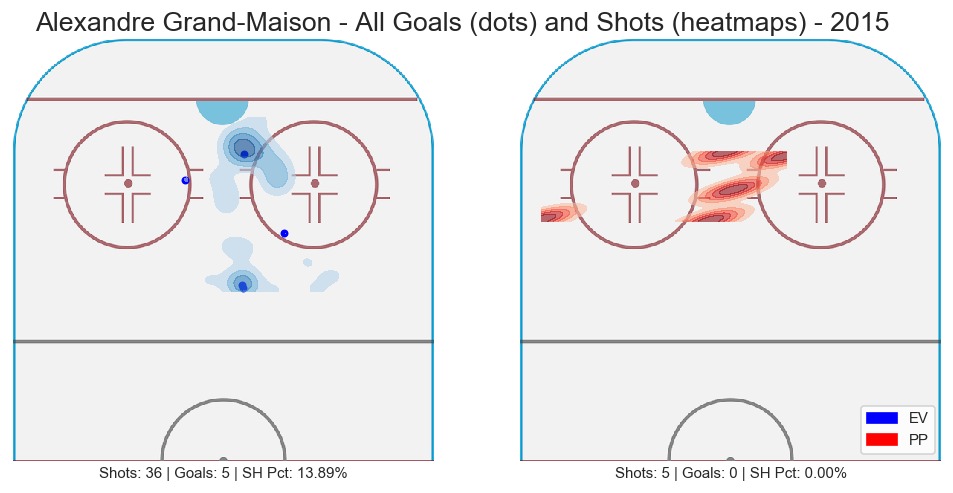 Alexandre Grand-Maison - All Goals (dots) and Shots (heatmaps) - 2015
EV
PP
Shots: 36 | Goals: 5 | SH Pct: 13.89%
Shots: 5 | Goals: 0 | SH Pct: 0.00%